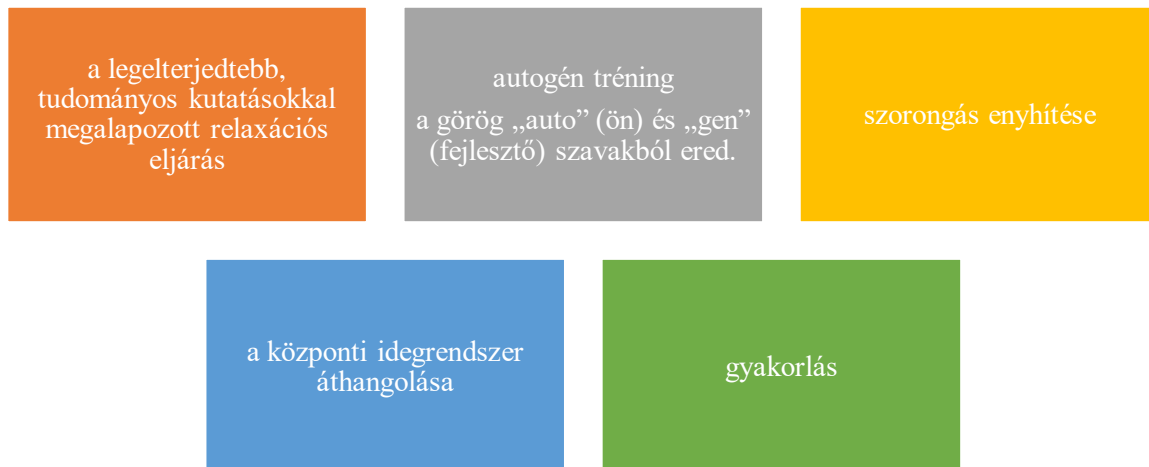 a legelterjedtebb,
tudományos kutatásokkal
megalapozott relaxációs
eljárás
autogén tréning
a görög „auto” (ön) és „gen”
(fejlesztő) szavakból ered.
szorongás enyhítése
a központi idegrendszer
áthangolása
gyakorlás